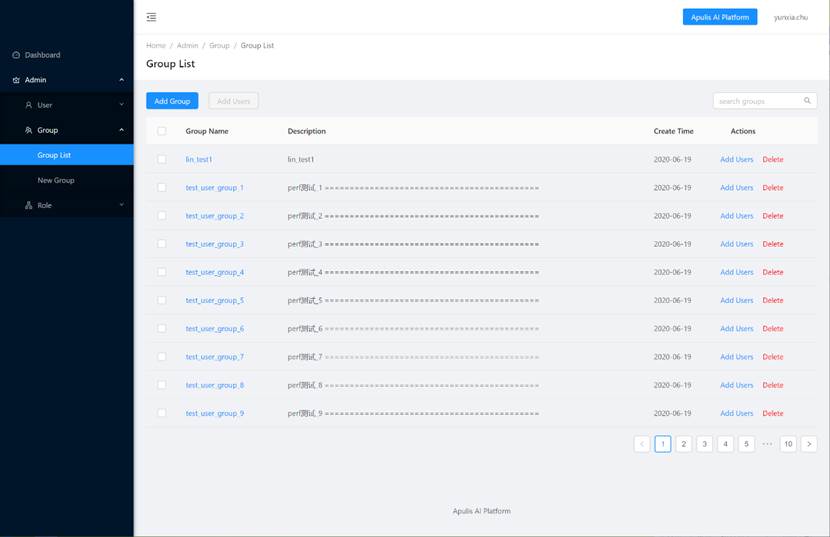 Apulis AI Platform yunxia.chu
Dashboard
Admin
User
Group
Group List
New Group
Role
Home / Admin / Group / Group List
Group List
Add Group Add Users search groups
Group Name Description Create Time Actions
lin_test1 lin_test1 2020-06-19 Add Users Delete
test_user_group_1 perf测试_1 ========================================== 2020-06-19 Add Users Delete
test_user_group_2 perf测试_2 ========================================== 2020-06-19 Add Users Delete
test_user_group_3 perf测试_3 ========================================== 2020-06-19 Add Users Delete
test_user_group_4 perf测试_4 ========================================== 2020-06-19 Add Users Delete
test_user_group_5 perf测试_5 ========================================== 2020-06-19 Add Users Delete
test_user_group_6 perf测试_6 ========================================== 2020-06-19 Add Users Delete
test_user_group_7 perf测试_7 ========================================== 2020-06-19 Add Users Delete
test_user_group_8 perf测试_8 ========================================== 2020-06-19 Add Users Delete
test_user_group_9 perf测试_9 ========================================== 2020-06-19 Add Users Delete
< 1 2 3 4 5 ••• 10 >
Apulis AI Platform